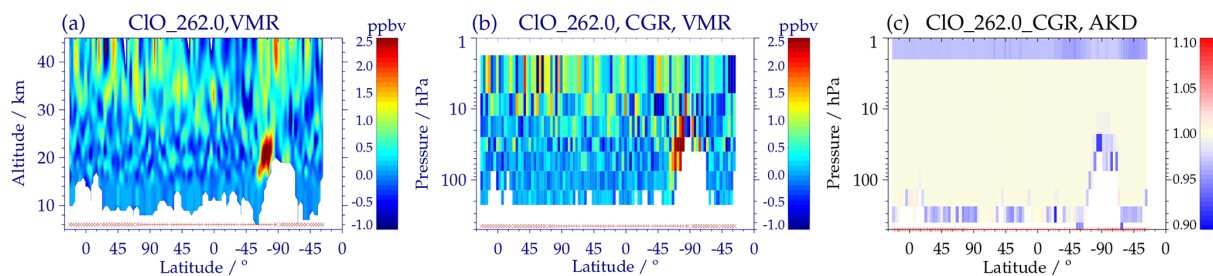 (a) ClO_262.0,VMR ppbv
Altitude / km
40
30
20
10
0 45 90 45 0 -45 -90 -45 0
Latitude / º
2.5
2.0
1.5
1.0
0.5
0.0
-0.5
-1.0
(b) ClO_262.0, CGR, VMR ppbv
Pressure / hPa
1
10
100
0 45 90 45 0 -45 -90 -45 0
Latitude / º
2.5
2.0
1.5
1.0
0.5
0.0
-0.5
-1.0
(c) ClO_262.0_CGR, AKD
Pressure / hPa
1
10
100
0 45 90 45 0 -45 -90 -45 0
Latitude / º
1.10
1.05
1.00
0.95
0.90